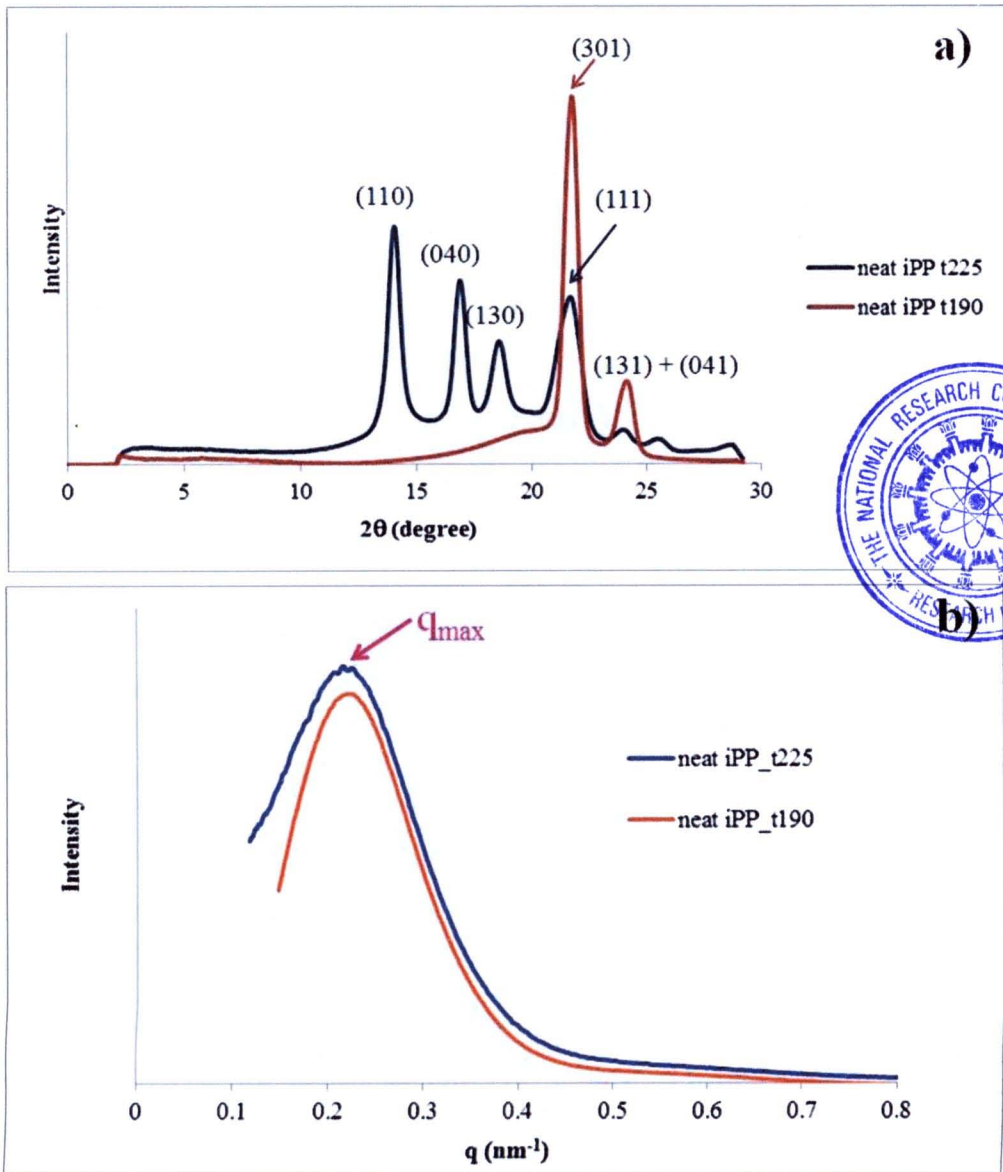 a)
(301)
(110)
(111)
(040)
(130)
(131) + (041)
Intensity
neat iPP t225
neat iPP t190
0 5 10 15 20 25 30
2θ (degree)
THE NATIONAL RESEARCH
RESEARCH
b)
qmax
neat iPP_t225
neat iPP_t190
Intensity
0 0.1 0.2 0.3 0.4 0.5 0.6 0.7 0.8
q (nm-1)